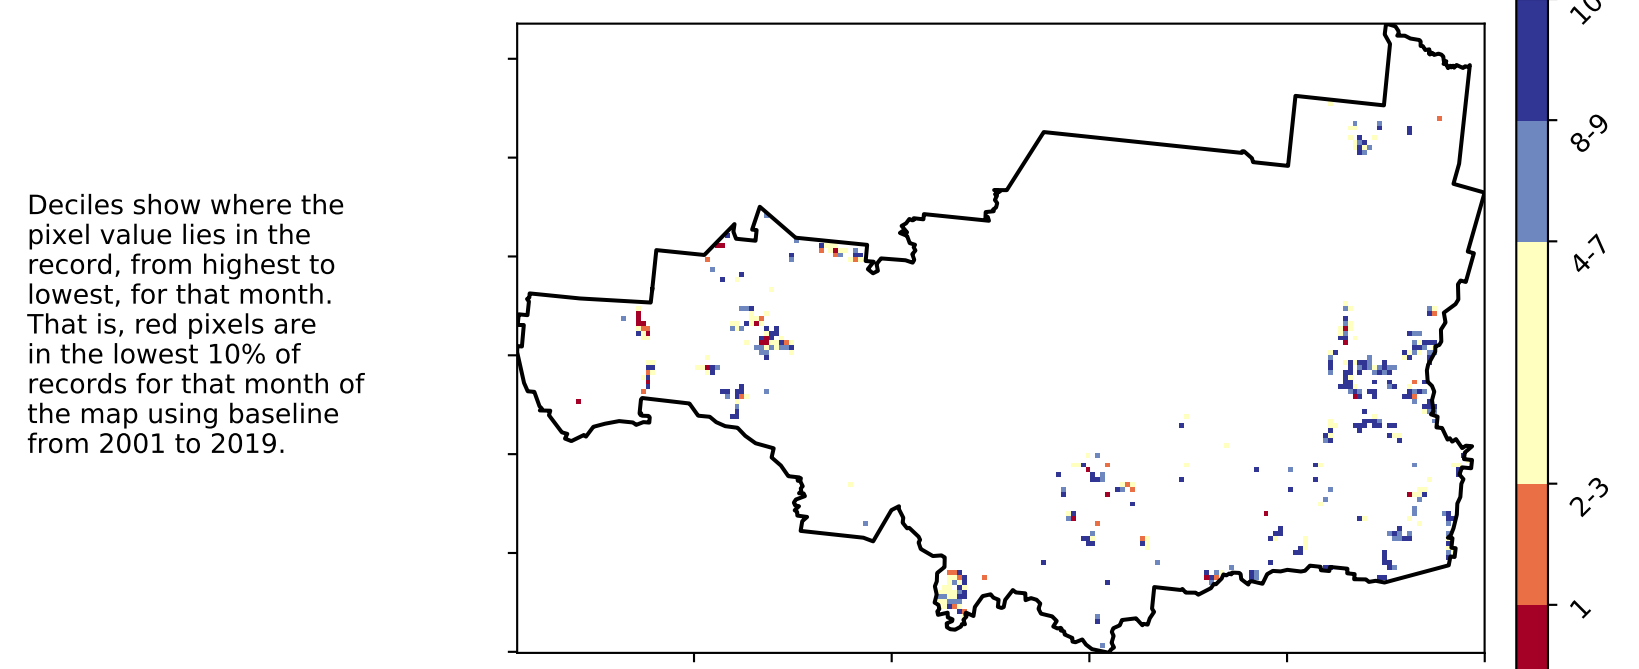 Deciles show where the
pixel value lies in the
record, from highest to
lowest, for that month.
That is, red pixels are
in the lowest 10% of
records for that month of
the map using baseline
from 2001 to 2019.
10
8-9
4-7
2-3
1